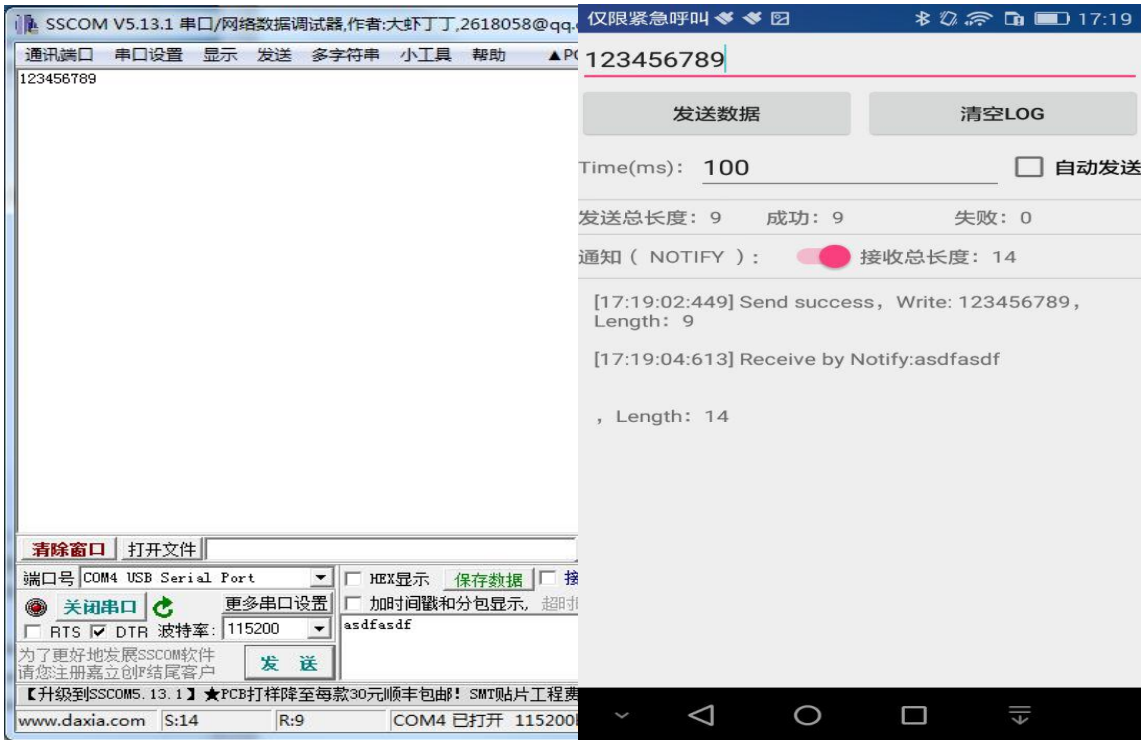 SSCOM V5.13.1 串口/网络数据调试器,作者:大虾丁丁,2618058@qq.
通讯端口 串口设置 显示 发送 多字符串 小工具 帮助 ▲PC
123456789
清除窗口 打开文件
端口号 COM4 USB Serial Port HEX显示 保存数据 接
关闭串口 更多串口设置 加时间戳和分包显示, 超时
RTS DTR 波特率: 115200 asdfasdf
为了更好地发展SSCOM软件
请您注册嘉立创F结尾客户 发 送
【升级到SSCOM5.13.1】★PCB打样降至每款30元顺丰包邮! SMT贴片工程费
www.daxia.com S:14 R:9 COM4 已打开 115200
仅限紧急呼叫 17:19
123456789
发送数据 清空LOG
Time(ms): 100 自动发送
发送总长度: 9 成功: 9 失败: 0
通知 ( NOTIFY ) : 接收总长度: 14
[17:19:02:449] Send success, Write: 123456789,
Length: 9
[17:19:04:613] Receive by Notify:asdfasdf
, Length: 14